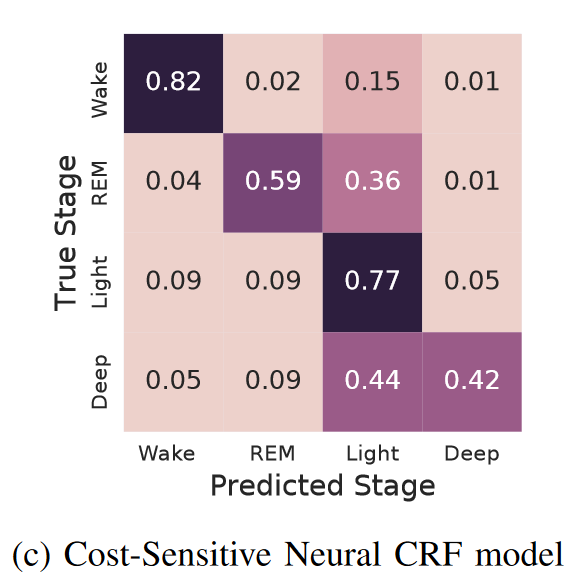 True Stage
Wake 0.82 0.02 0.15 0.01
REM 0.04 0.59 0.36 0.01
Light 0.09 0.09 0.77 0.05
Deep 0.05 0.09 0.44 0.42
Wake REM Light Deep
Predicted Stage
(c) Cost-Sensitive Neural CRF model